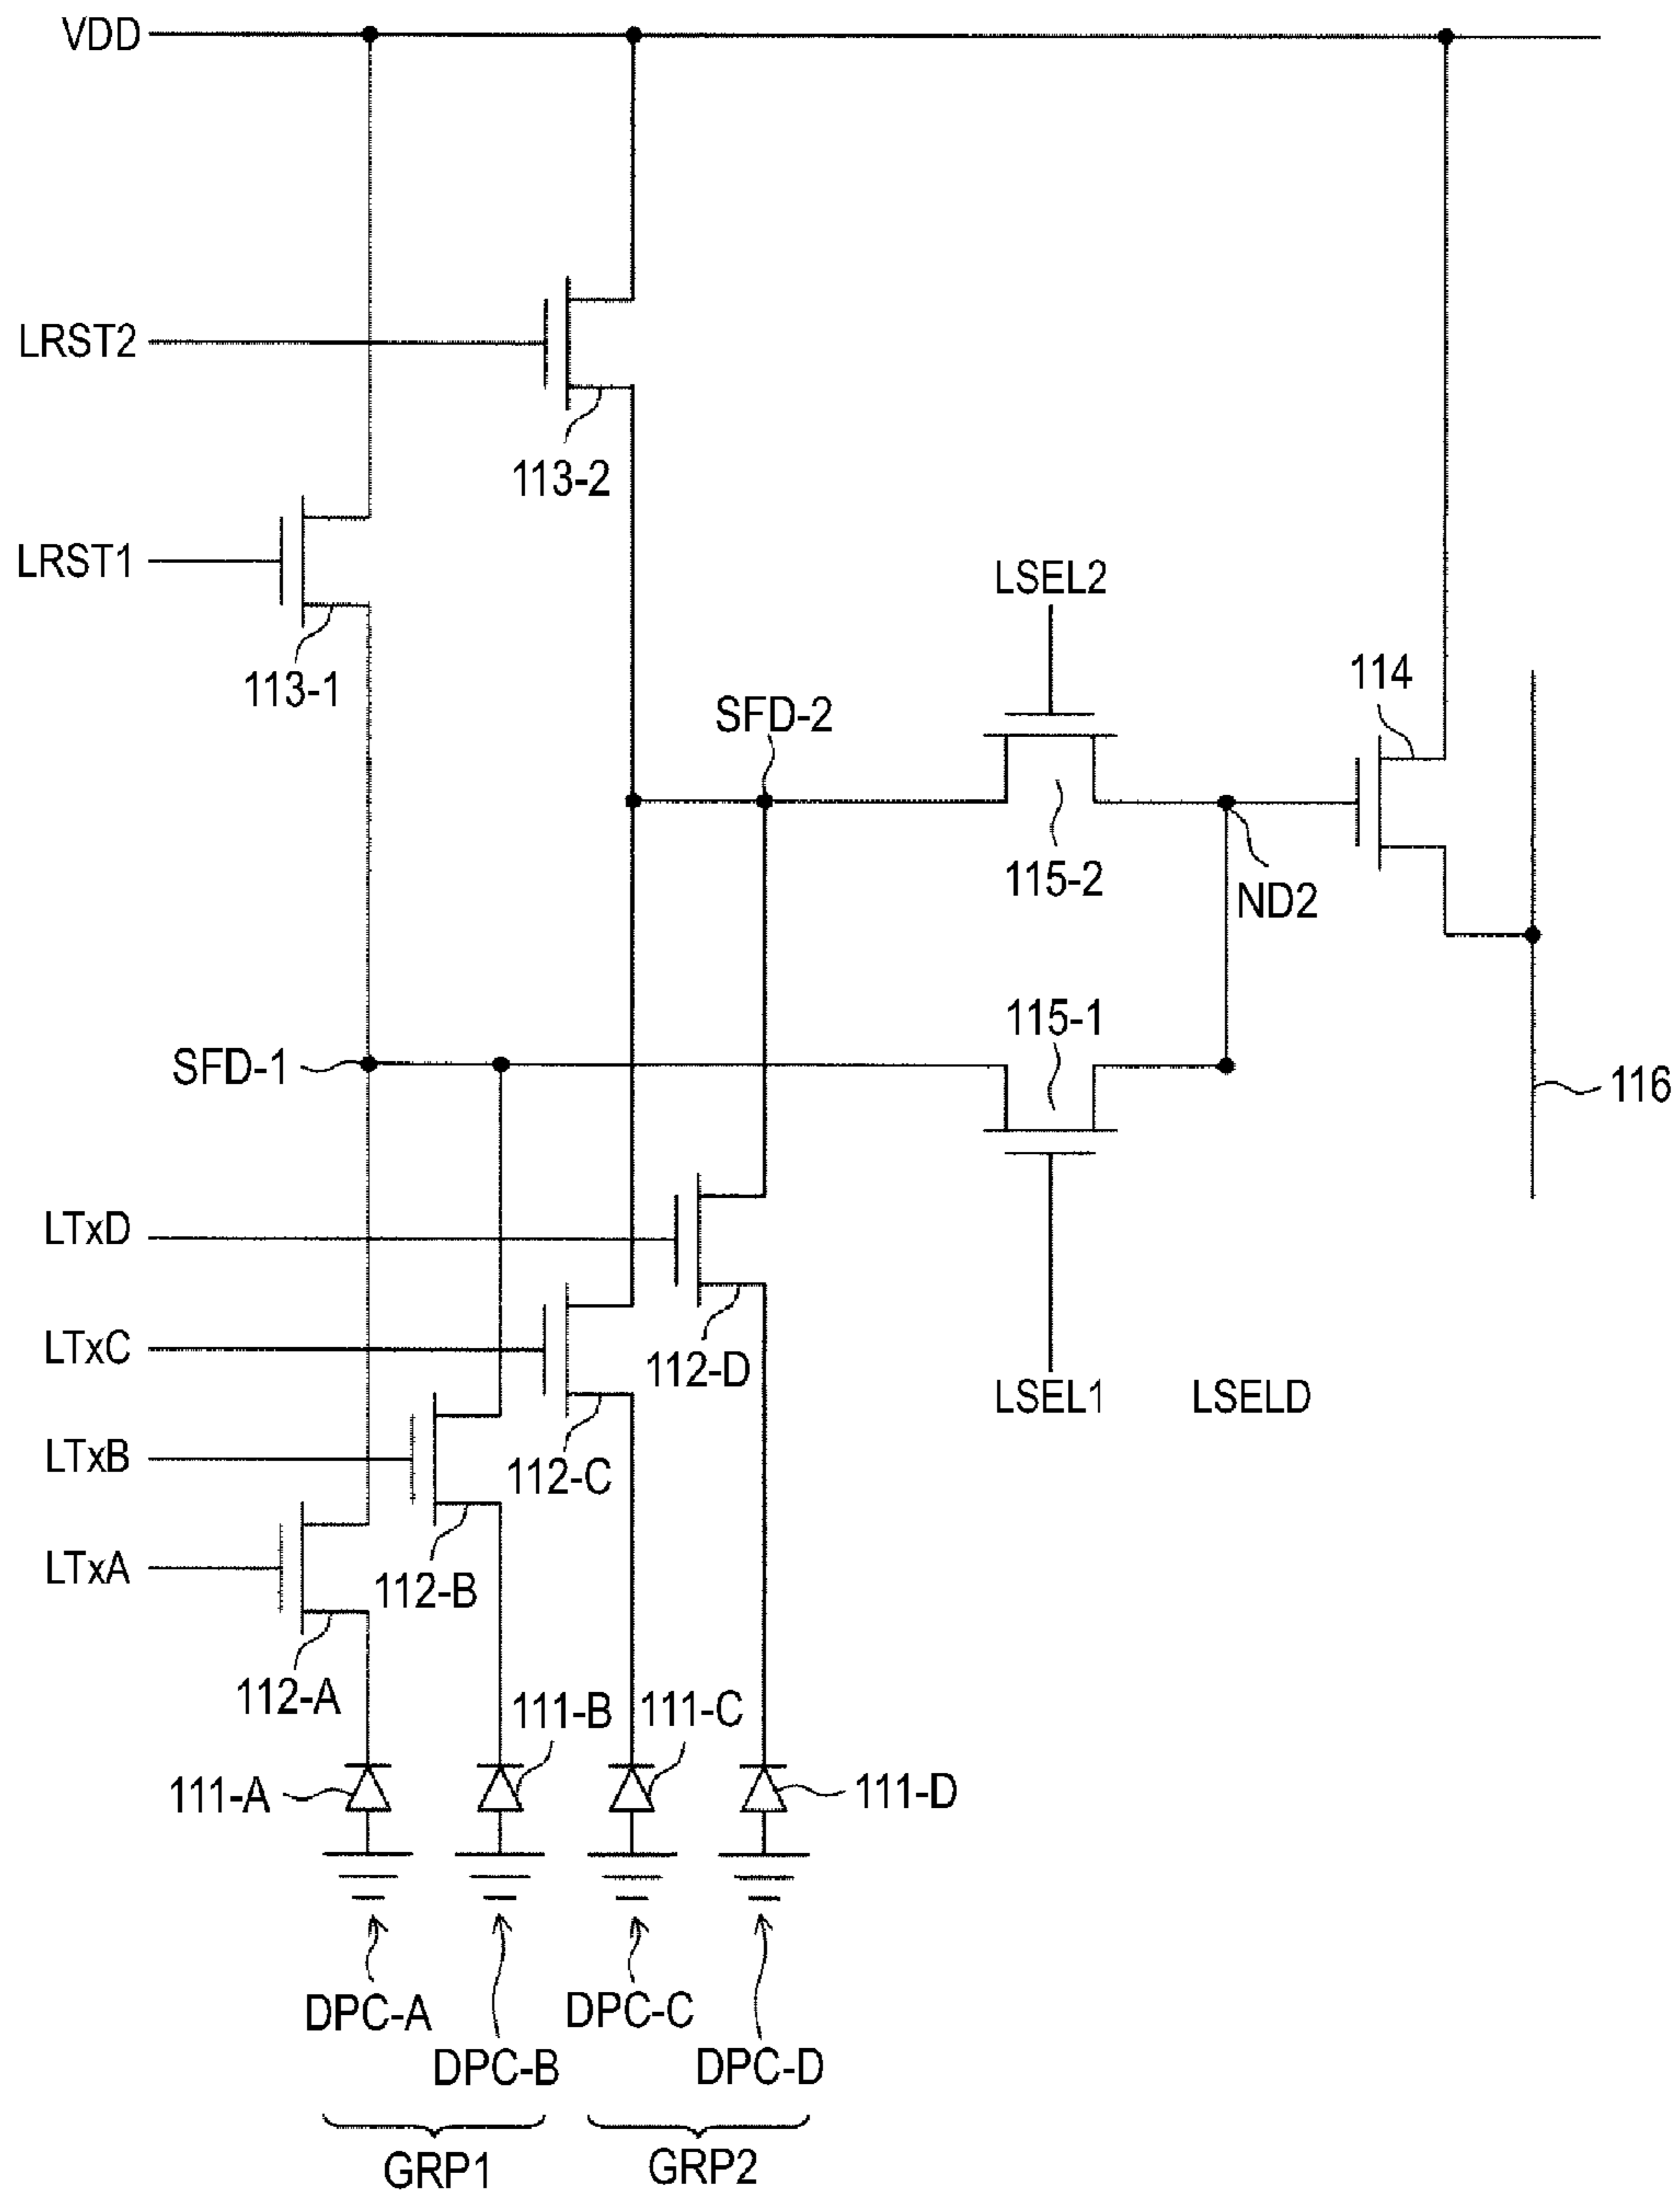 VDD
LRST2
113-2
LRST1
LSEL2
113-1
114
SFD-2
115-2
ND2
115-1
SFD-1
116
LTxD
LTxC
112-D
LSEL1
LSELD
LTxB
112-C
LTxA
112-B
112-A
111-B
111-C
111-A
111-D
DPC-A
DPC-C
DPC-B
DPC-D
GRP1
GRP2